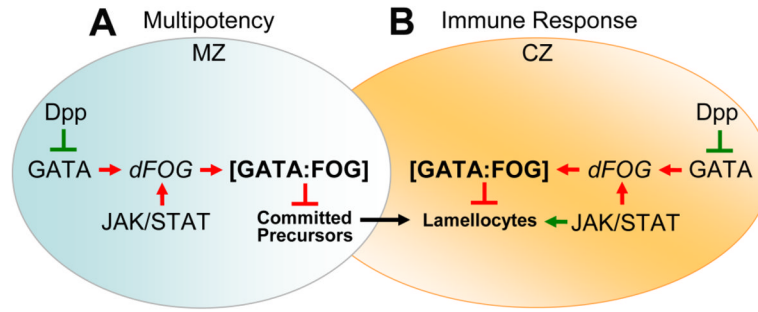 A Multipotency
MZ
Dpp
GATA
dFOG
[GATA:FOG]
JAK/STAT
Committed
Precursors
B Immune Response
CZ
Dpp
[GATA:FOG]
dFOG
GATA
Lamellocytes
JAK/STAT